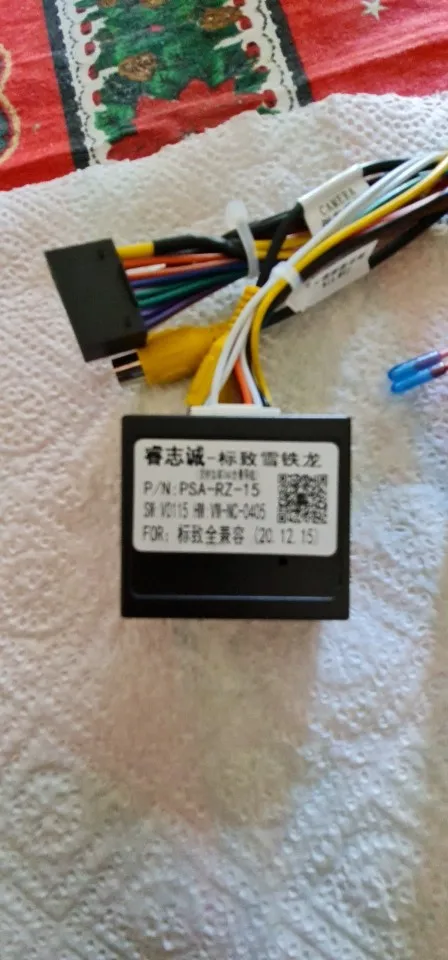 CAMERA
睿志诚-标致雪铁龙
P/N:PSA-RZ-15
SW:V0115 HW:VW-NC-0405
FOR: 标致全兼容 (20.12.15)